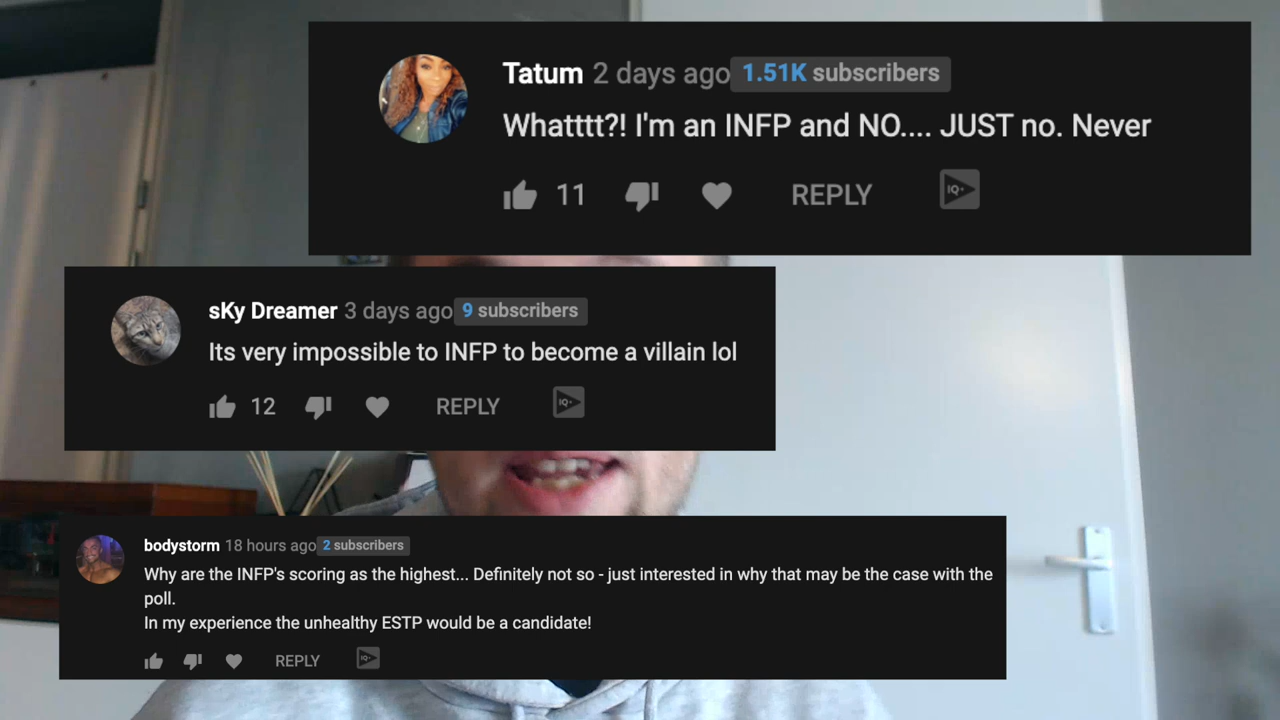 Tatum 2 days ago 1.51K subscribers
Whatttt?! I'm an INFP and NO.... JUST no. Never
11 REPLY IQ+
sKy Dreamer 3 days ago 9 subscribers
Its very impossible to INFP to become a villain lol
12 REPLY IQ+
bodystorm 18 hours ago 2 subscribers
Why are the INFP's scoring as the highest... Definitely not so - just interested in why that may be the case with the
poll.
In my experience the unhealthy ESTP would be a candidate!
REPLY IQ+